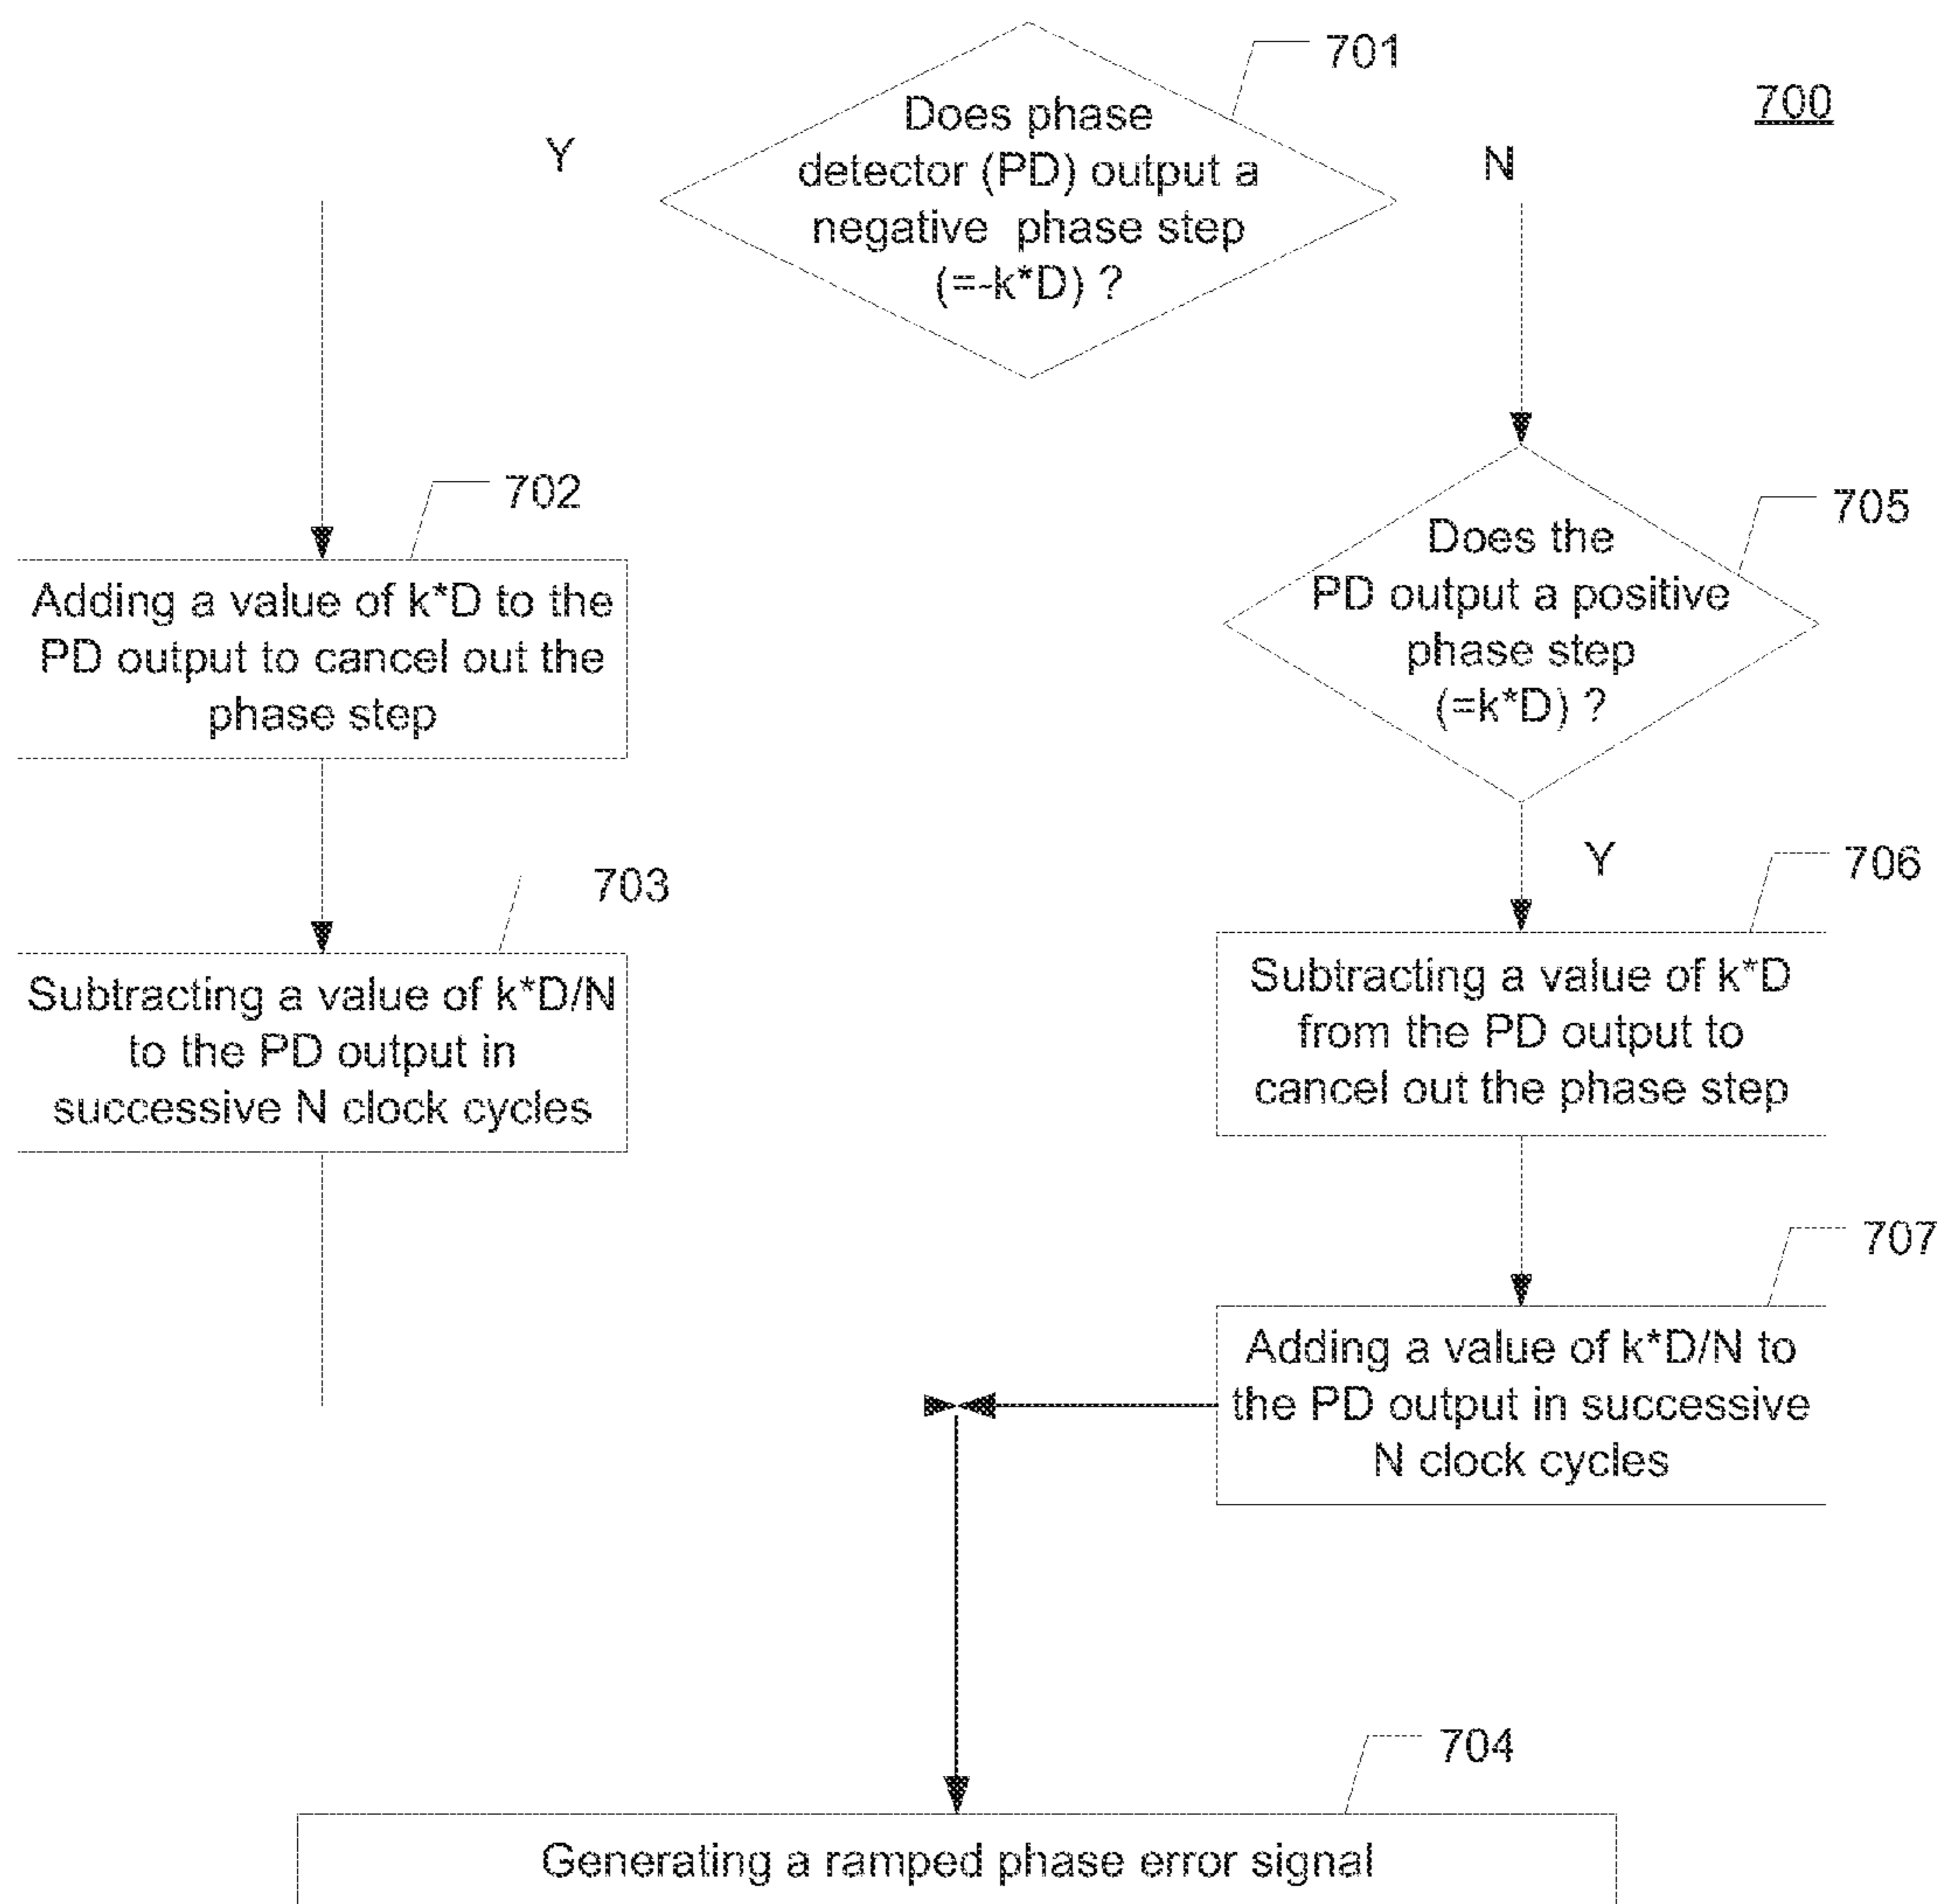 701
700
Does phase
detector (PD) output a
negative phase step
(=-k*D) ?
Y
N
702
Adding a value of k*D to the
PD output to cancel out the
phase step
705
Does the
PD output a positive
phase step
(=k*D) ?
Y
703
Subtracting a value of k*D/N
to the PD output in
successive N clock cycles
706
Subtracting a value of k*D
from the PD output to
cancel out the phase step
707
Adding a value of k*D/N to
the PD output in successive
N clock cycles
704
Generating a ramped phase error signal